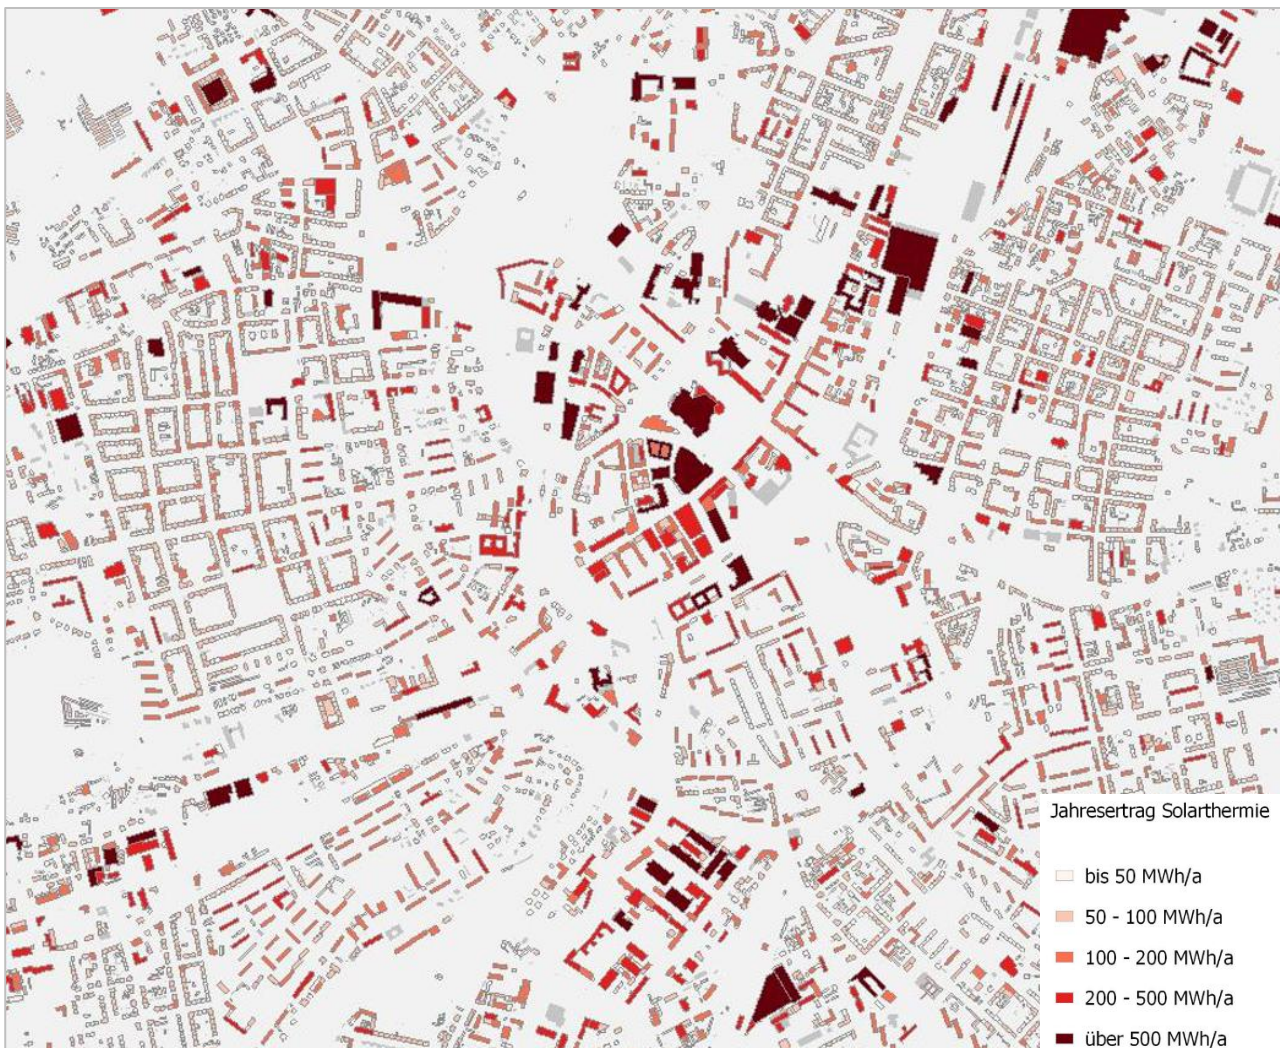 Jahresertrag Solarthermie
bis 50 MWh/a
50 - 100 MWh/a
100 - 200 MWh/a
200 - 500 MWh/a
über 500 MWh/a